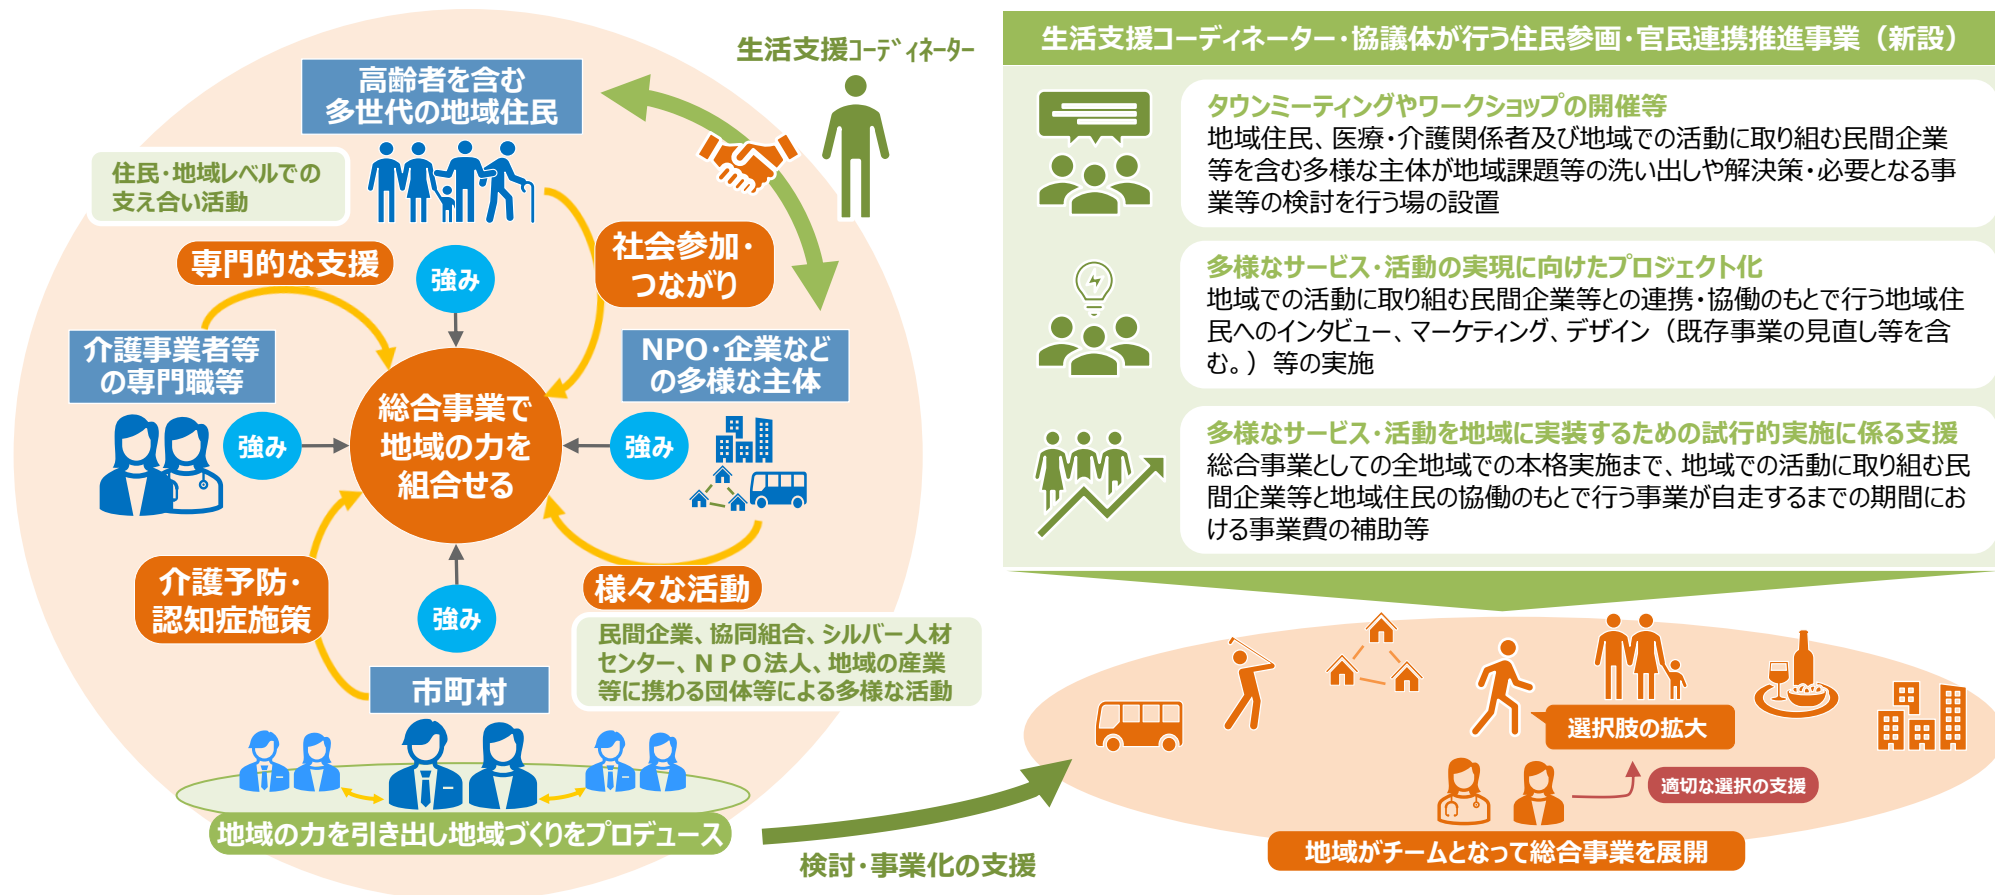 生活支援コーディネーター
高齢者を含む
多世代の地域住民
住民・地域レベルでの
支え合い活動
専門的な支援
強み
社会参加・
つながり
介護事業者等
の専門職等
NPO・企業など
の多様な主体
強み
総合事業で
地域の力を
組合せる
強み
介護予防・
認知症施策
強み
様々な活動
民間企業、協同組合、シルバー人材
センター、ＮＰＯ法人、地域の産業
等に携わる団体等による多様な活動
市町村
地域の力を引き出し地域づくりをプロデュース
検討・事業化の支援
生活支援コーディネーター・協議体が行う住民参画・官民連携推進事業（新設）
タウンミーティングやワークショップの開催等
地域住民、医療・介護関係者及び地域での活動に取り組む民間企業
等を含む多様な主体が地域課題等の洗い出しや解決策・必要となる事
業等の検討を行う場の設置
多様なサービス・活動の実現に向けたプロジェクト化
地域での活動に取り組む民間企業等との連携・協働のもとで行う地域住
民へのインタビュー、マーケティング、デザイン（既存事業の見直し等を含
む。）等の実施
多様なサービス・活動を地域に実装するための試行的実施に係る支援
総合事業としての全地域での本格実施まで、地域での活動に取り組む民
間企業等と地域住民の協働のもとで行う事業が自走するまでの期間にお
ける事業費の補助等
選択肢の拡大
適切な選択の支援
地域がチームとなって総合事業を展開